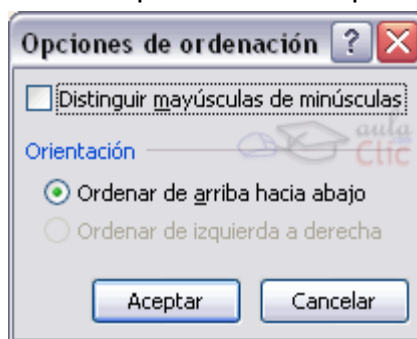 Opciones de ordenación
Distinguir mayúsculas de minúsculas
aula
Clic
Orientación
Ordenar de arriba hacia abajo
Ordenar de izquierda a derecha
Aceptar Cancelar